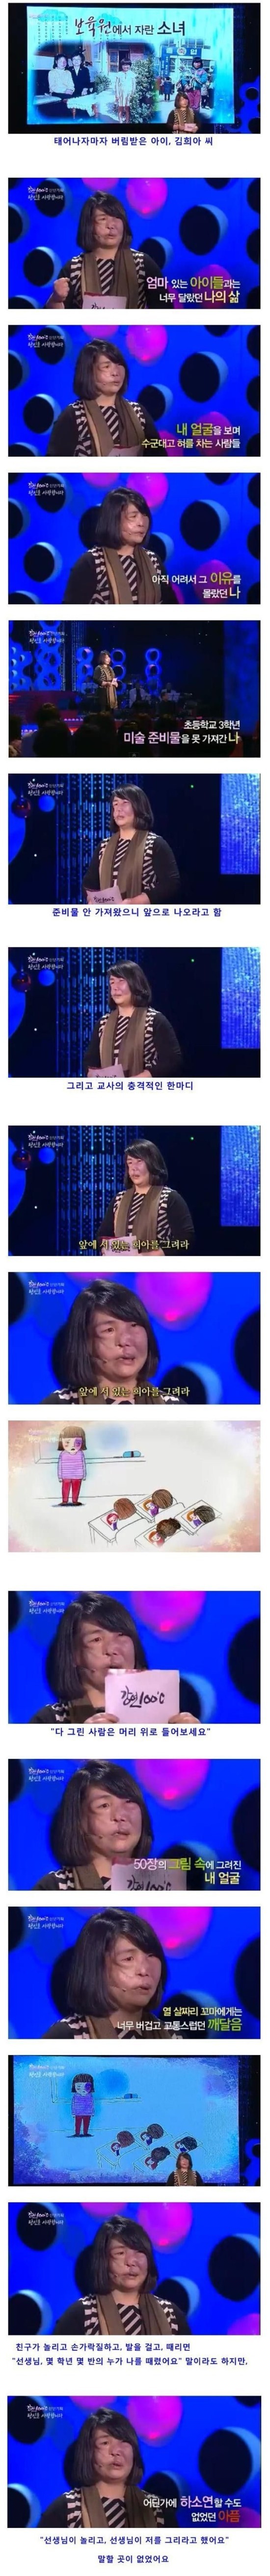 보육원에서 자란 소녀
태어나자마자 버림받은 아이, 김희아 씨
엄마 있는 아이들과는
너무 달랐던 나의 삶
내 얼굴을 보며
수군대고 혀를 차는 사람들
아직 어려서 그 이유를
몰랐던 나
초등학교 3학년
미술 준비물을 못 가져간 나
준비물 안 가져왔으니 앞으로 나오라고 함
그리고 교사의 충격적인 한마디
앞에 서 있는 희아를 그려라
앞에 서 있는 희아를 그려라
강연100℃
"다 그린 사람은 머리 위로 들어보세요"
50장의 그림 속에 그려진
내 얼굴
열 살짜리 꼬마에게는
너무 버겁고 고통스럽던 깨달음
친구가 놀리고 손가락질하고, 발을 걸고, 때리면
"선생님, 몇 학년 몇 반의 누가 나를 때렸어요" 말이라도 하지만,
어딘가에 하소연할 수도
없었던 아픔
"선생님이 놀리고, 선생님이 저를 그리라고 했어요"
말할 곳이 없었어요